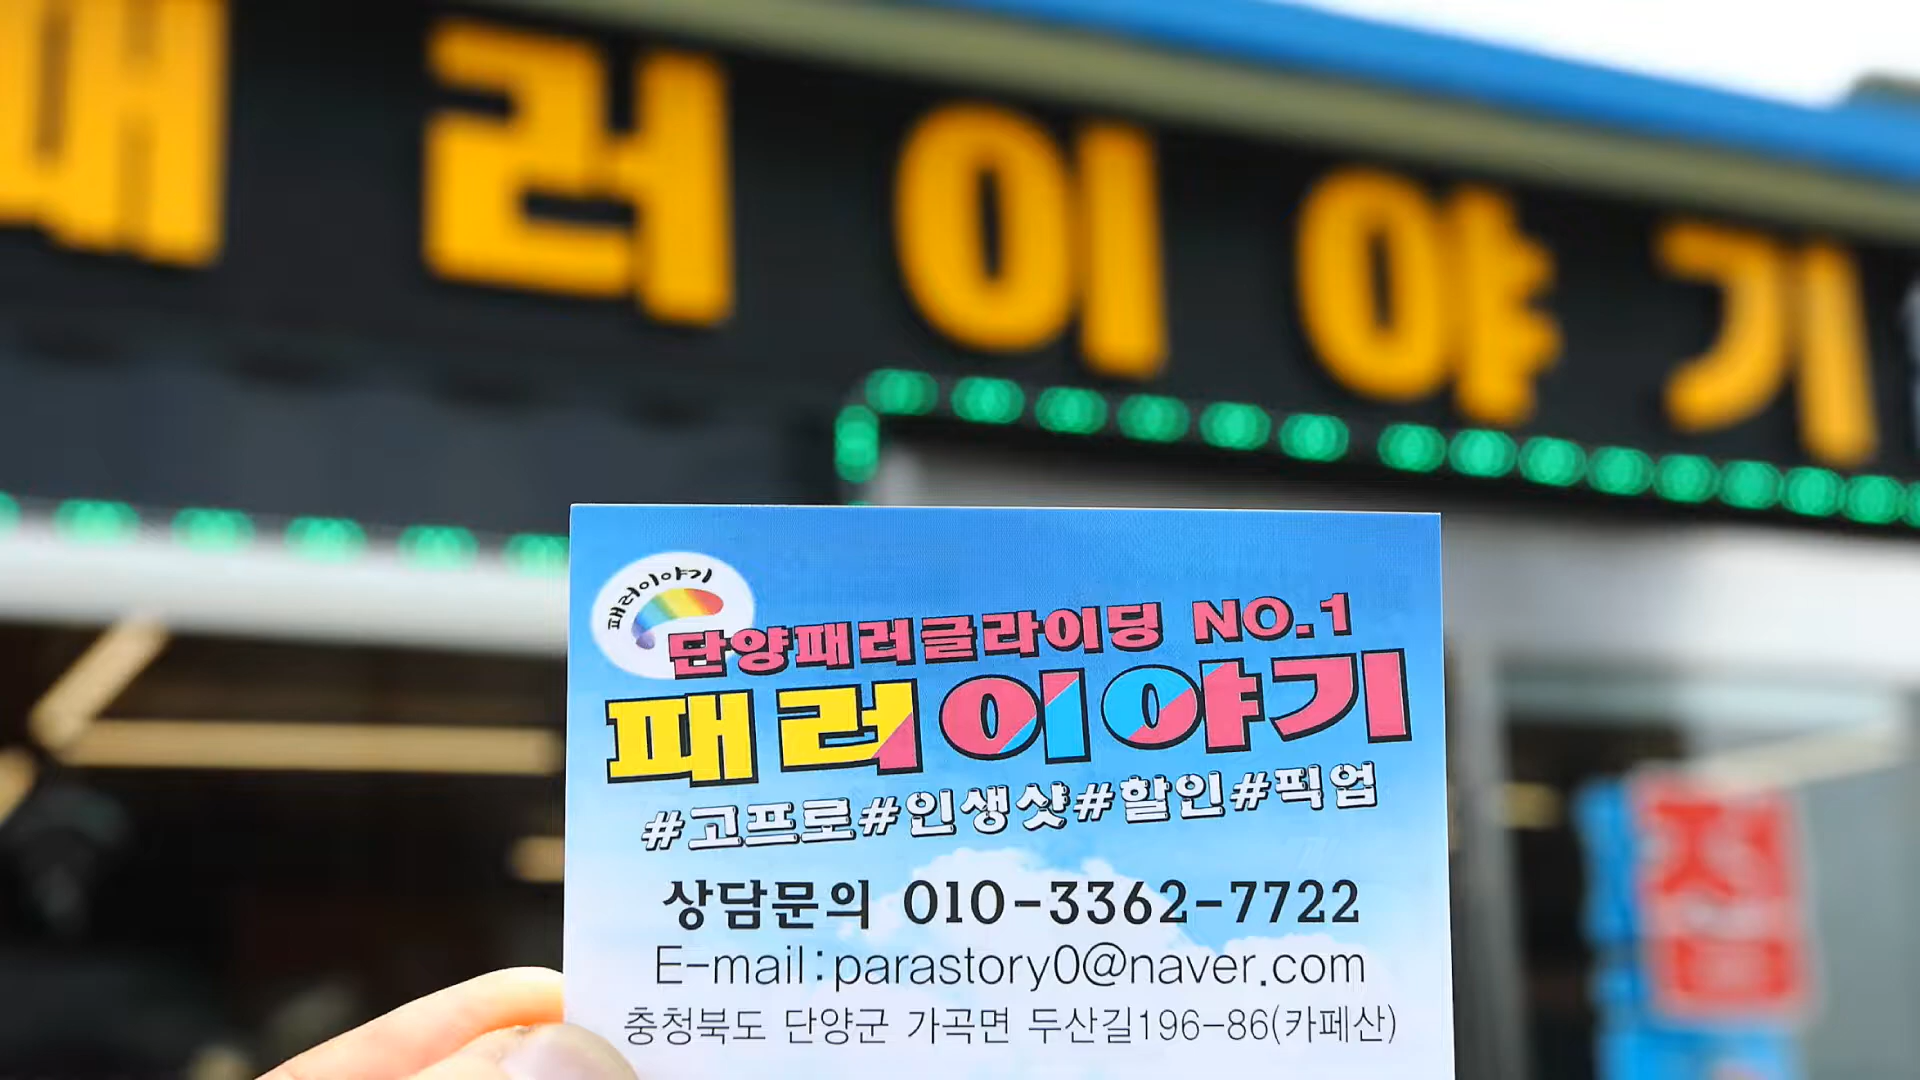 패러이야기
패러이야기
단양패러글라이딩 NO.1
패러이야기
#고프로#인생샷#할인#픽업
상담문의 010-3362-7722
E-mail:parastory0@naver.com
충청북도 단양군 가곡면 두산길196-86(카페산)